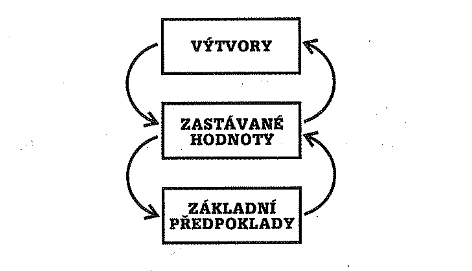 VÝTVORY
ZASTÁVANÉ
HODNOTY
ZÁKLADNÍ
PŘEDPOKLADY